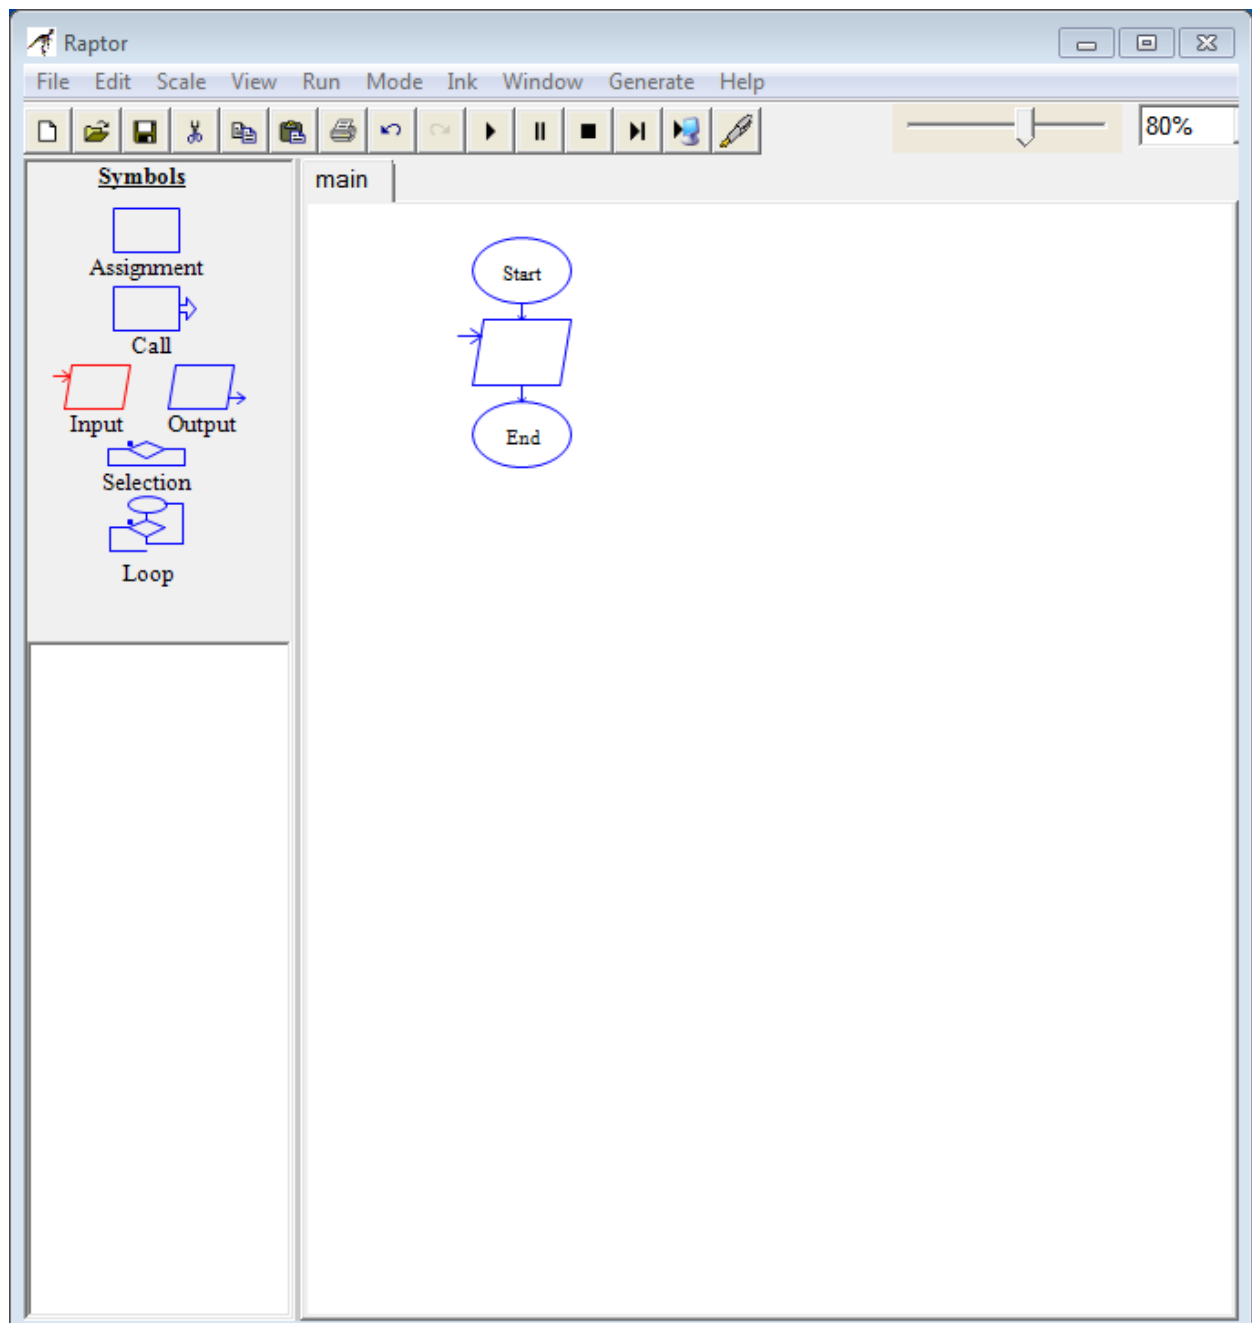 Raptor
File Edit Scale View Run Mode Ink Window Generate Help
80%
Symbols
main
Assignment
Call
Input Output
Selection
Loop
Start
End